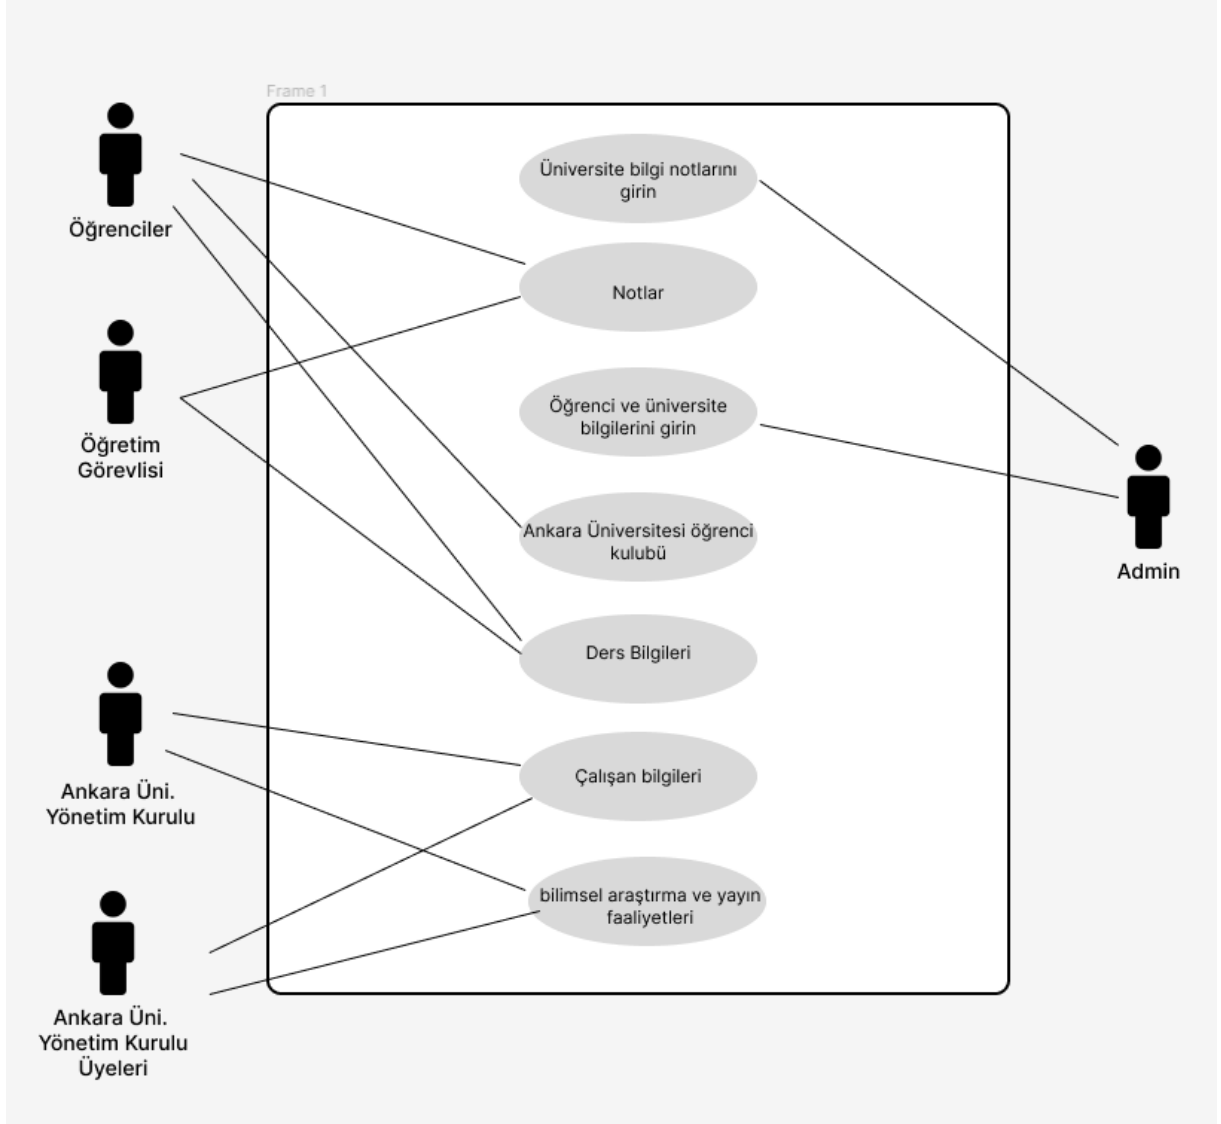 Frame 1
Öğrenciler
Öğretim
Görevlisi
Ankara Üni.
Yönetim Kurulu
Ankara Üni.
Yönetim Kurulu
Üyeleri
Üniversite bilgi notlarını
girin
Notlar
Öğrenci ve üniversite
bilgilerini girin
Ankara Üniversitesi öğrenci
kulubü
Ders Bilgileri
Çalışan bilgileri
bilimsel araştırma ve yayın
faaliyetleri
Admin